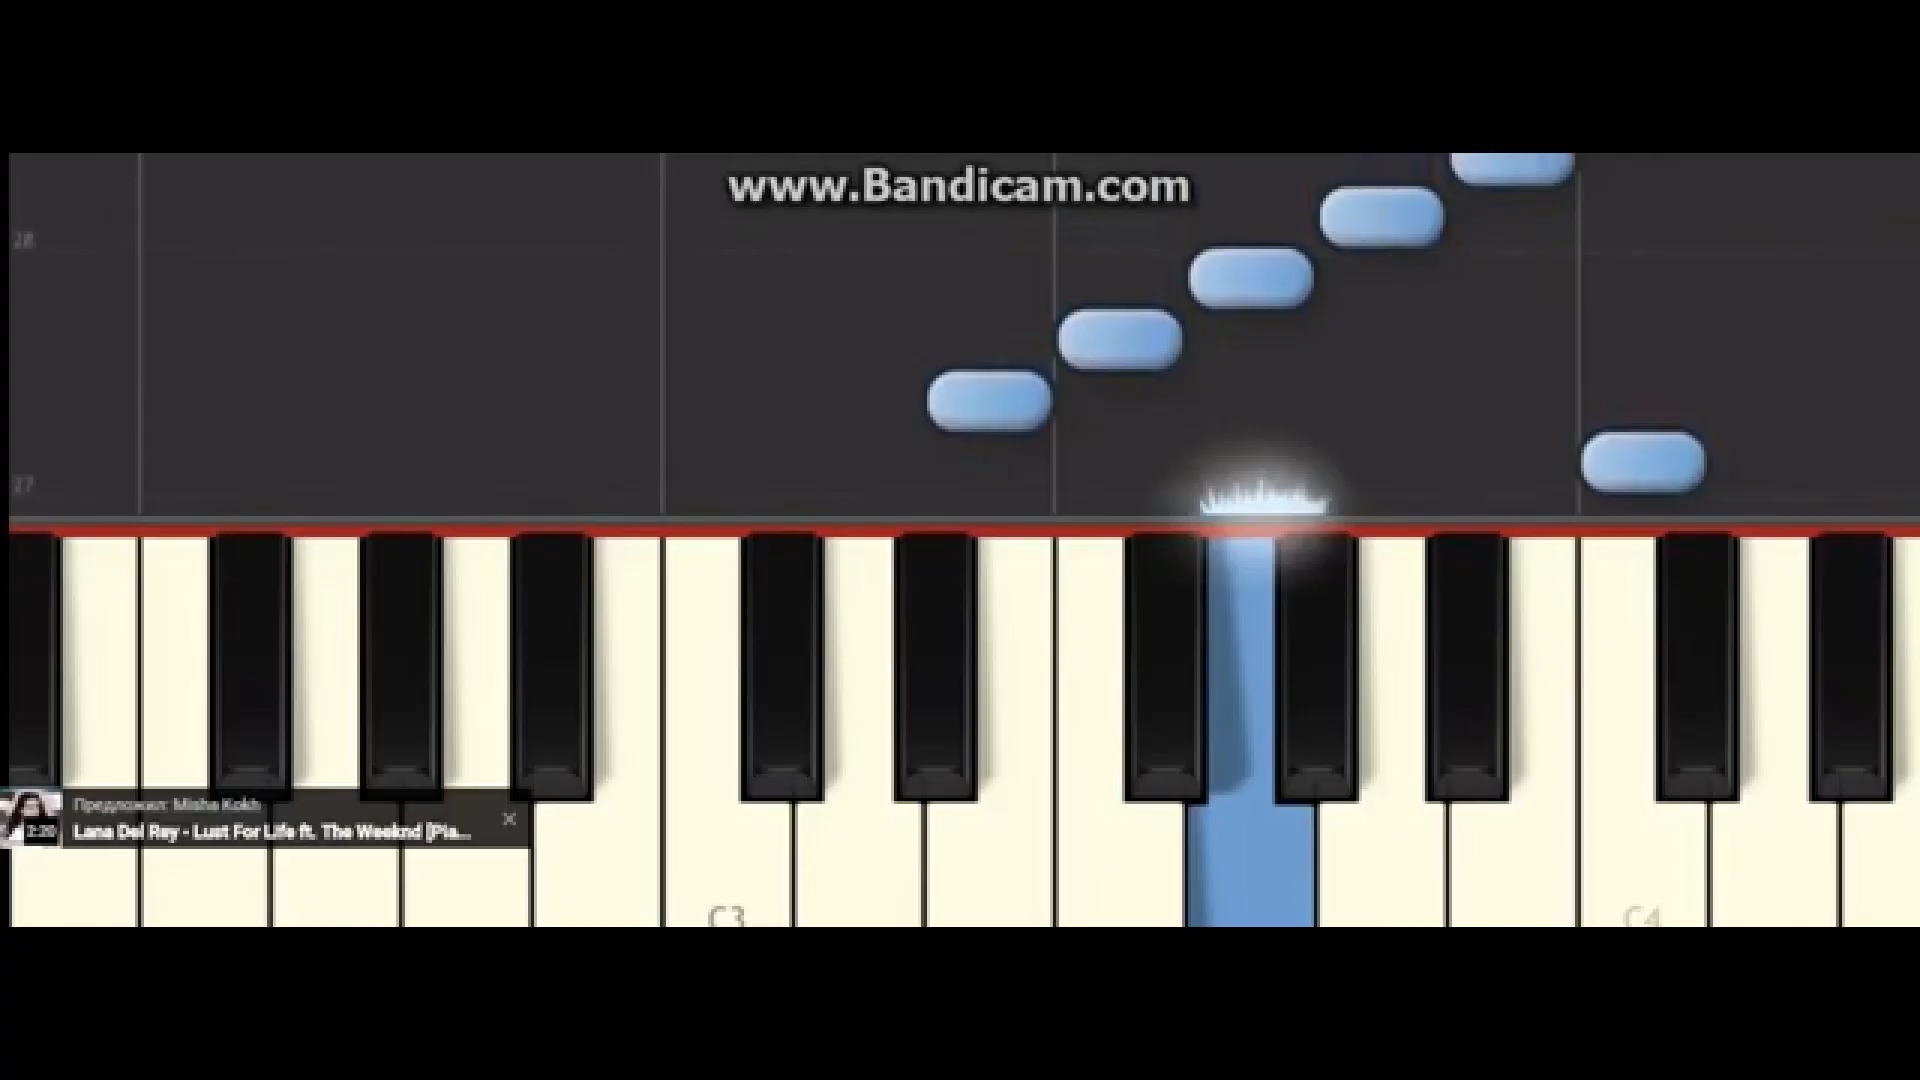 www.Bandicam.com
28
27
Предложил: Misha Kokh
2:20
Lana Del Rey - Lust For Life ft. The Weeknd [Pia...
C3
C4